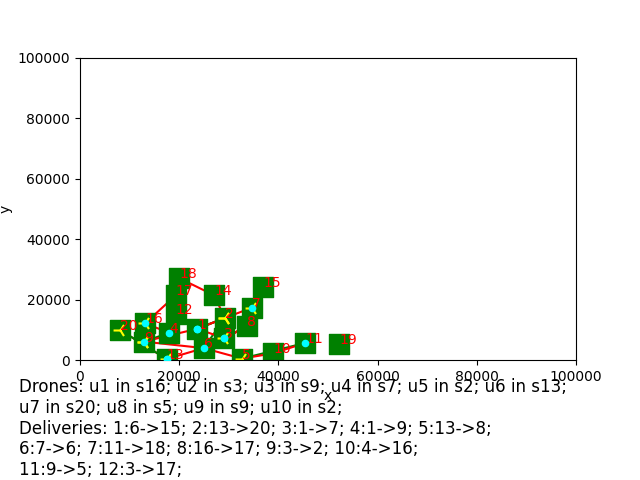 100000
80000
60000
40000
20000
0
y
0 20000 40000 60000 80000 100000
x
18
15
17
14
12
16
20
11
19
10
Drones: u1 in s16; u2 in s3; u3 in s9; u4 in s7; u5 in s2; u6 in s13;
u7 in s20; u8 in s5; u9 in s9; u10 in s2;
Deliveries: 1:6->15; 2:13->20; 3:1->7; 4:1->9; 5:13->8;
6:7->6; 7:11->18; 8:16->17; 9:3->2; 10:4->16;
11:9->5; 12:3->17;